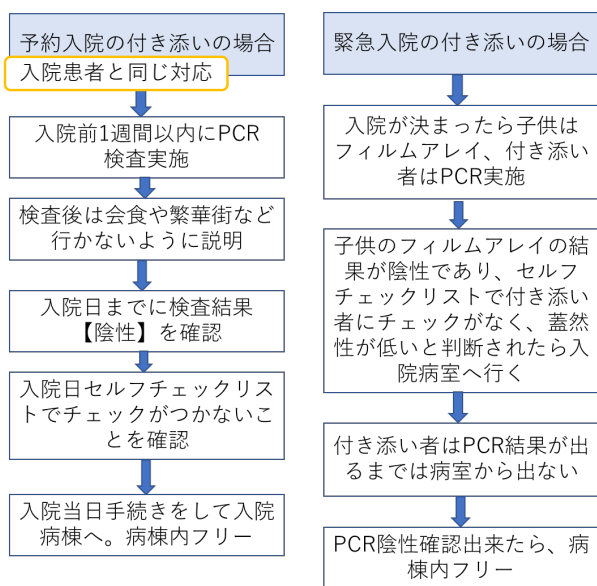 予約入院の付き添いの場合
入院患者と同じ対応
入院前1週間以内にPCR
検査実施
検査後は会食や繁華街など
行かないように説明
入院日までに検査結果
【陰性】を確認
入院日セルフチェックリス
トでチェックがつかないこ
とを確認
入院当日手続きをして入院
病棟へ。病棟内フリー
緊急入院の付き添いの場合
入院が決まったら子供は
フィルムアレイ、付き添い
者はPCR実施
子供のフィルムアレイの結
果が陰性であり、セルフ
チェックリストで付き添い
者にチェックがなく、蓋然
性が低いと判断されたら入
院病室へ行く
付き添い者はPCR結果が出
るまでは病室から出ない
PCR陰性確認出来たら、病
棟内フリー